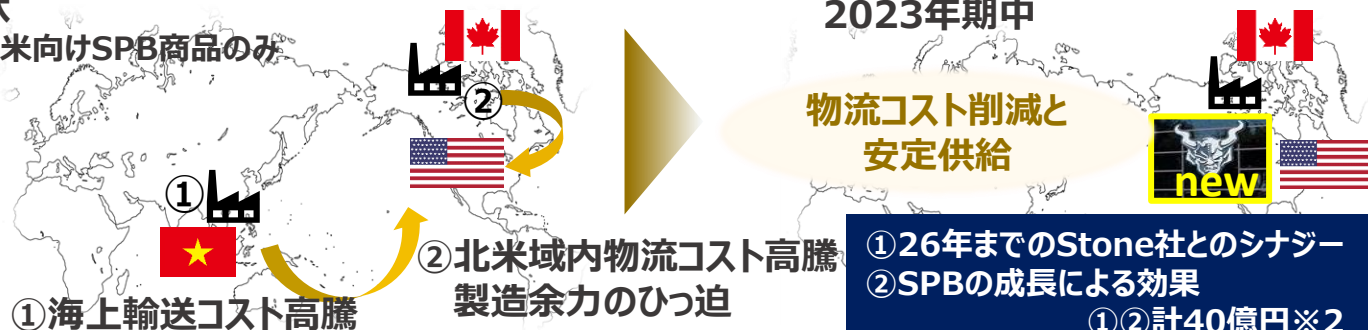 米向けSPB商品のみ
②
①
①海上輸送コスト高騰
②北米域内物流コスト高騰
製造余力のひっ迫
2023年期中
物流コスト削減と
安定供給
new
①26年までのStone社とのシナジー
②SPBの成長による効果
①②計40億円※2